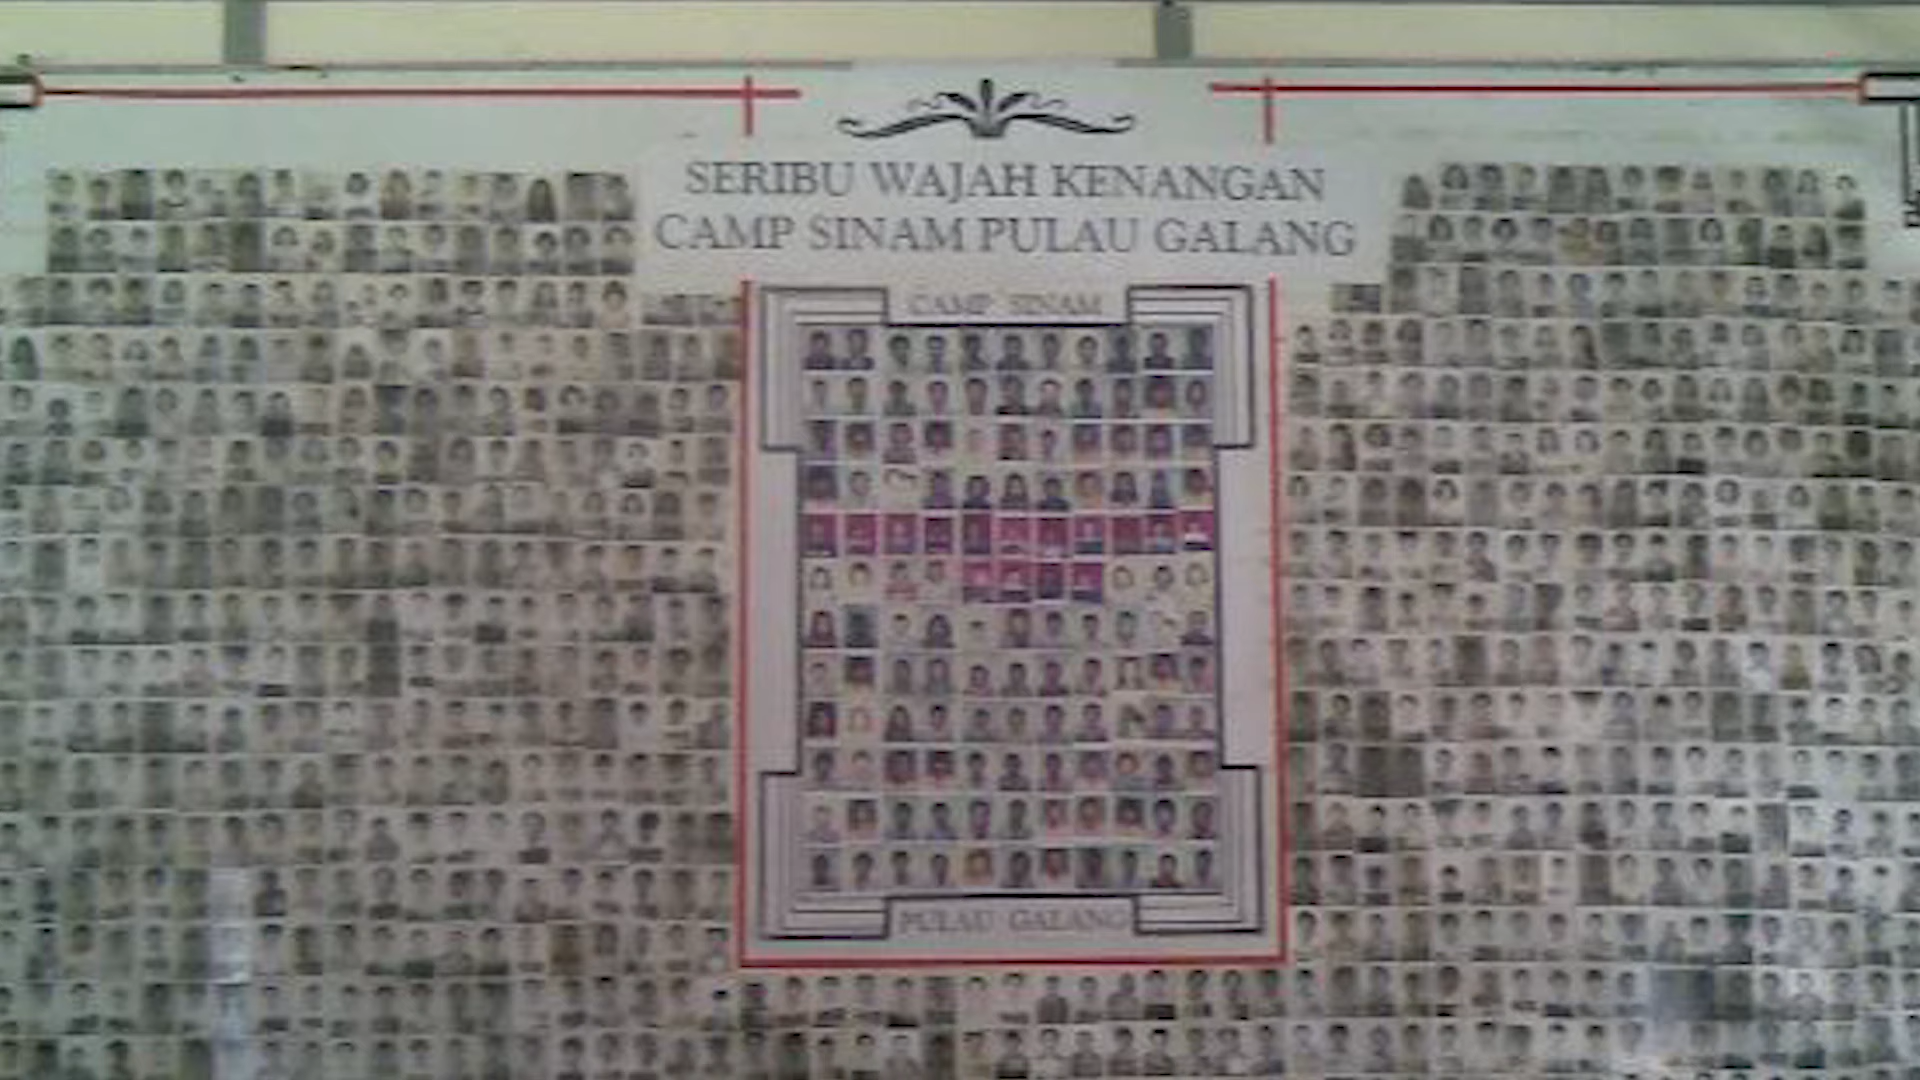 SERIBU WAJAH KENANGAN
CAMP SINAM PULAU GALANG
CAMP SINAM
PULAU GALANG